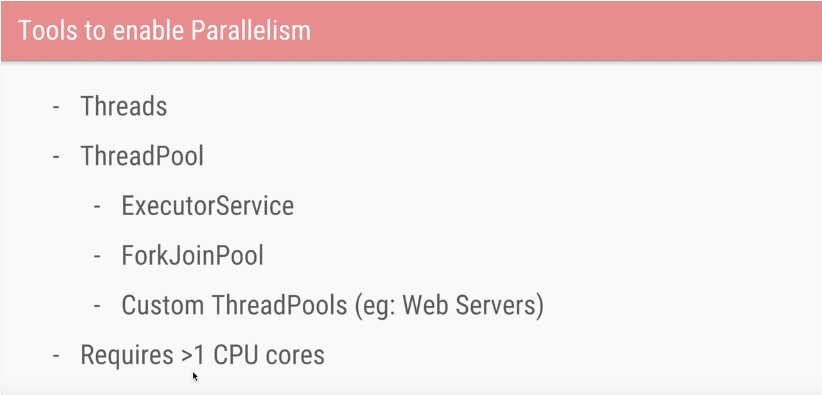 Tools to enable Parallelism
- Threads
- ThreadPool
- ExecutorService
- ForkJoinPool
- Custom ThreadPools (eg: Web Servers)
- Requires >1 CPU cores